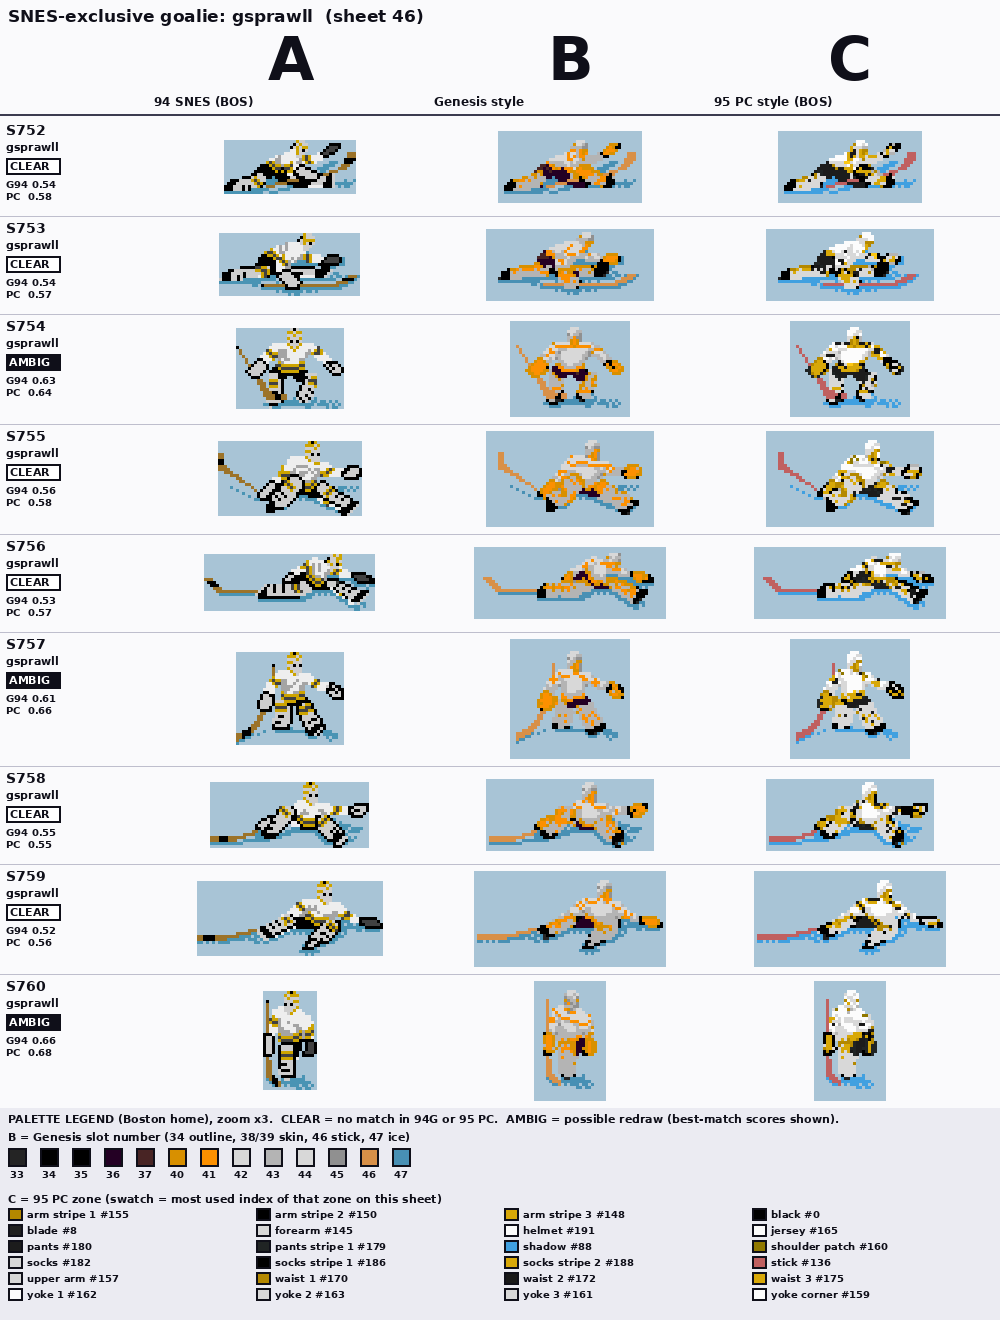 SNES-exclusive goalie: gsprawll  (sheet 46)
A B C
94 SNES (BOS) Genesis style 95 PC style (BOS)
S752
gsprawll
CLEAR
G94 0.54
PC  0.58
S753
gsprawll
CLEAR
G94 0.54
PC  0.57
S754
gsprawll
AMBIG
G94 0.63
PC  0.64
S755
gsprawll
CLEAR
G94 0.56
PC  0.58
S756
gsprawll
CLEAR
G94 0.53
PC  0.57
S757
gsprawll
AMBIG
G94 0.61
PC  0.66
S758
gsprawll
CLEAR
G94 0.55
PC  0.55
S759
gsprawll
CLEAR
G94 0.52
PC  0.56
S760
gsprawll
AMBIG
G94 0.66
PC  0.68
PALETTE LEGEND (Boston home), zoom x3.  CLEAR = no match in 94G or 95 PC.  AMBIG = possible redraw (best-match scores shown).
B = Genesis slot number (34 outline, 38/39 skin, 46 stick, 47 ice)
33 34 35 36 37 40 41 42 43 44 45 46 47
C = 95 PC zone (swatch = most used index of that zone on this sheet)
arm stripe 1 #155 arm stripe 2 #150 arm stripe 3 #148 black #0
blade #8 forearm #145 helmet #191 jersey #165
pants #180 pants stripe 1 #179 shadow #88 shoulder patch #160
socks #182 socks stripe 1 #186 socks stripe 2 #188 stick #136
upper arm #157 waist 1 #170 waist 2 #172 waist 3 #175
yoke 1 #162 yoke 2 #163 yoke 3 #161 yoke corner #159